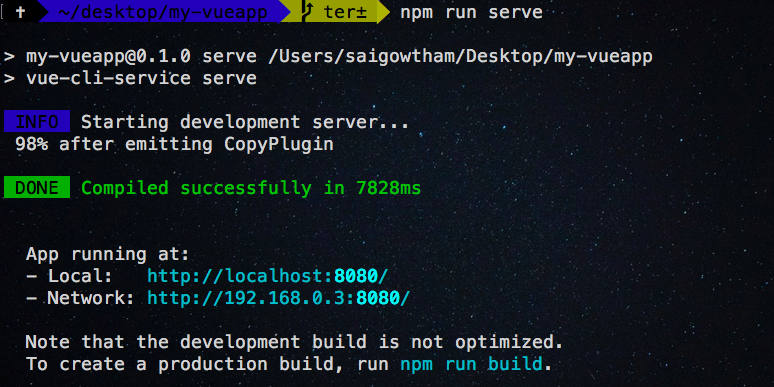 ~/desktop/my-vueapp ter± npm run serve
> my-vueapp@0.1.0 serve /Users/saigowtham/Desktop/my-vueapp
> vue-cli-service serve
INFO Starting development server...
98% after emitting CopyPlugin
DONE Compiled successfully in 7828ms
App running at:
- Local: http://localhost:8080/
- Network: http://192.168.0.3:8080/
Note that the development build is not optimized.
To create a production build, run npm run build.